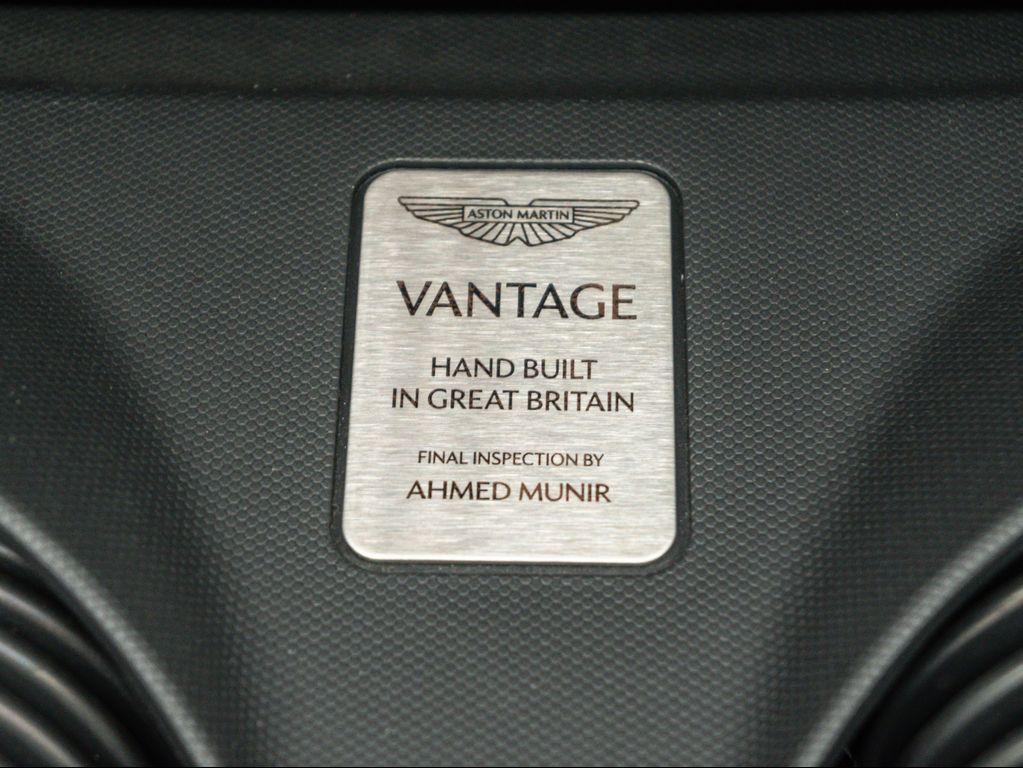 ASTON MARTIN
VANTAGE
HAND BUILT
IN GREAT BRITAIN
FINAL INSPECTION BY
AHMED MUNIR